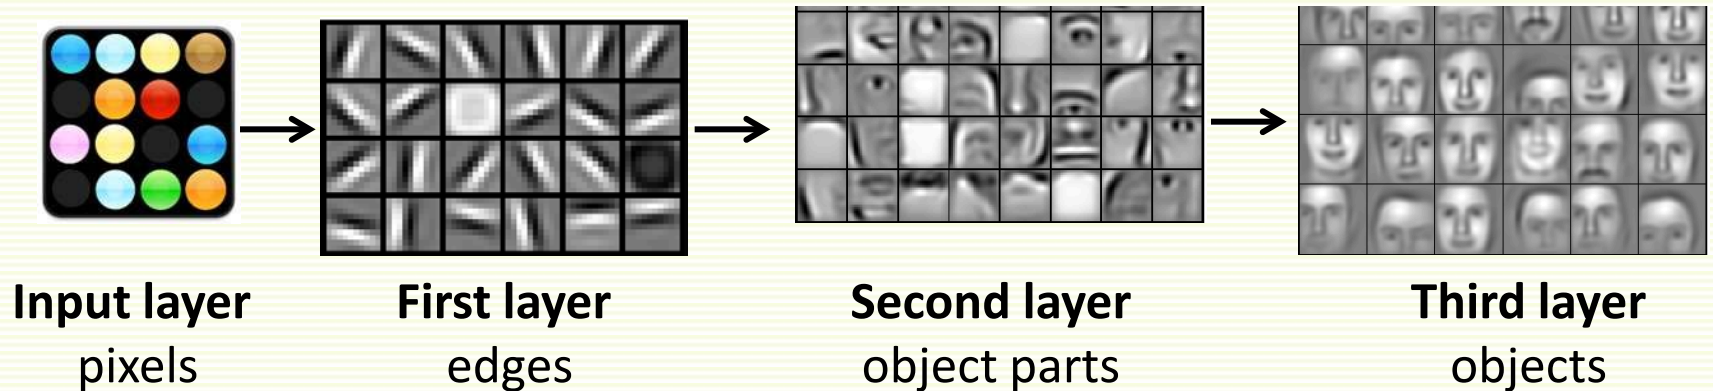 Input layer
pixels
First layer
edges
Second layer
object parts
Third layer
objects